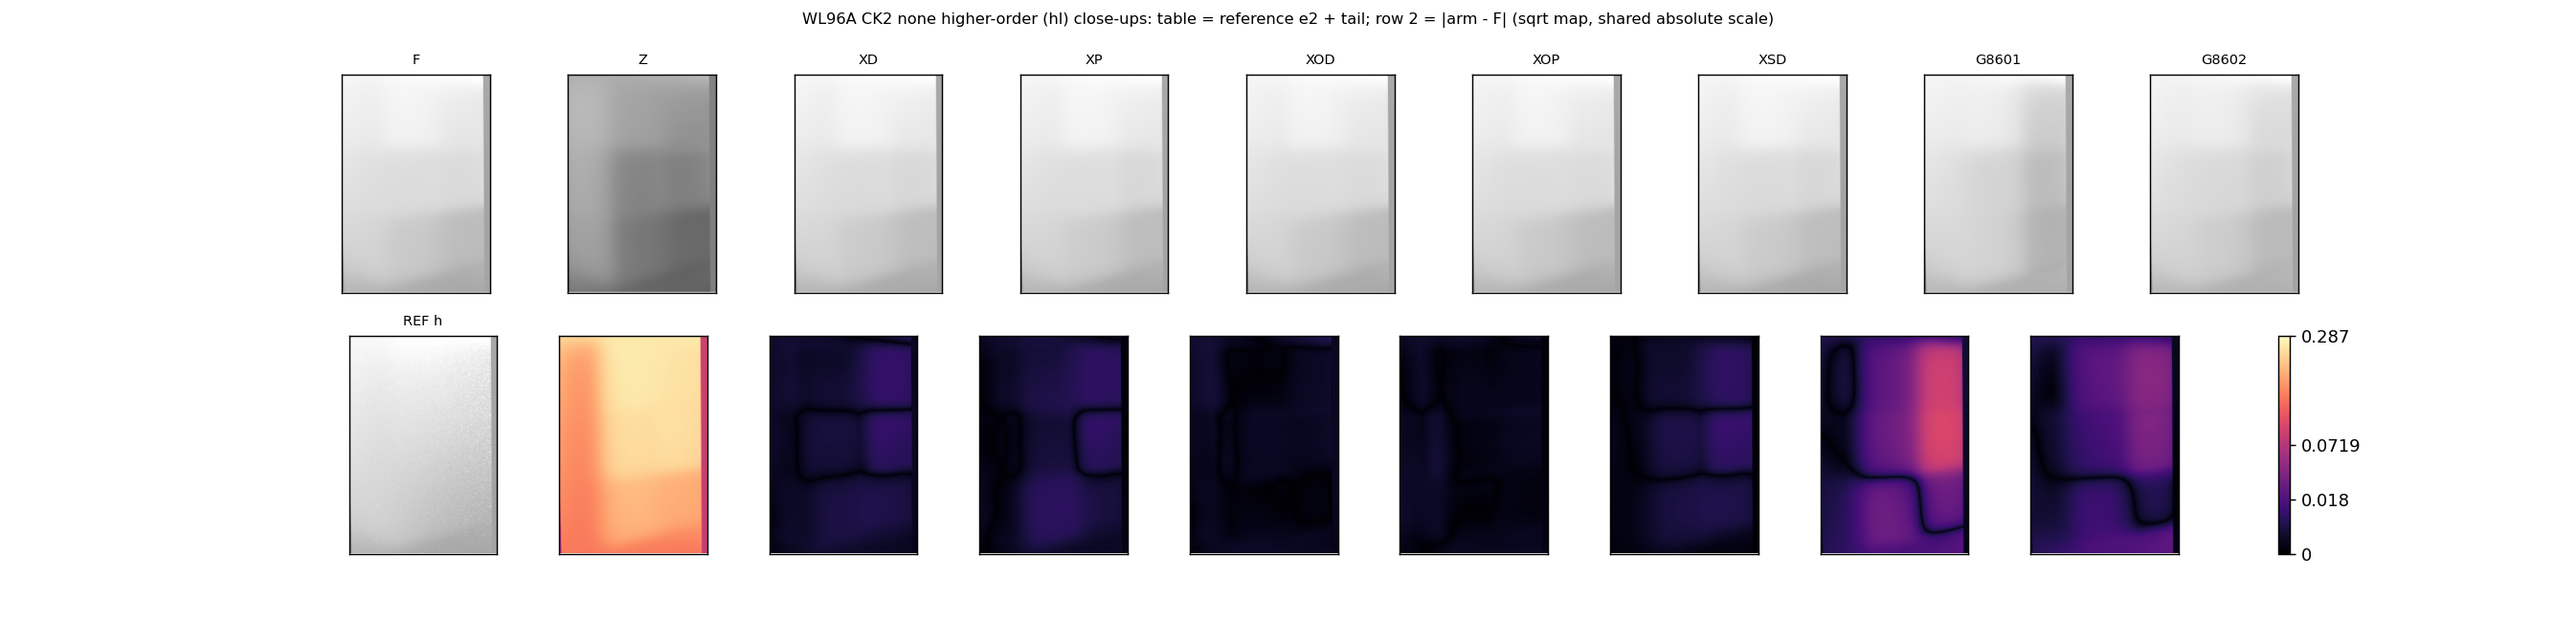 WL96A CK2 none higher-order (hl) close-ups: table = reference e2 + tail; row 2 = |arm - F| (sqrt map, shared absolute scale)
F Z XD XP XOD XOP XSD G8601 G8602
REF h
0.287
0.0719
0.018
0